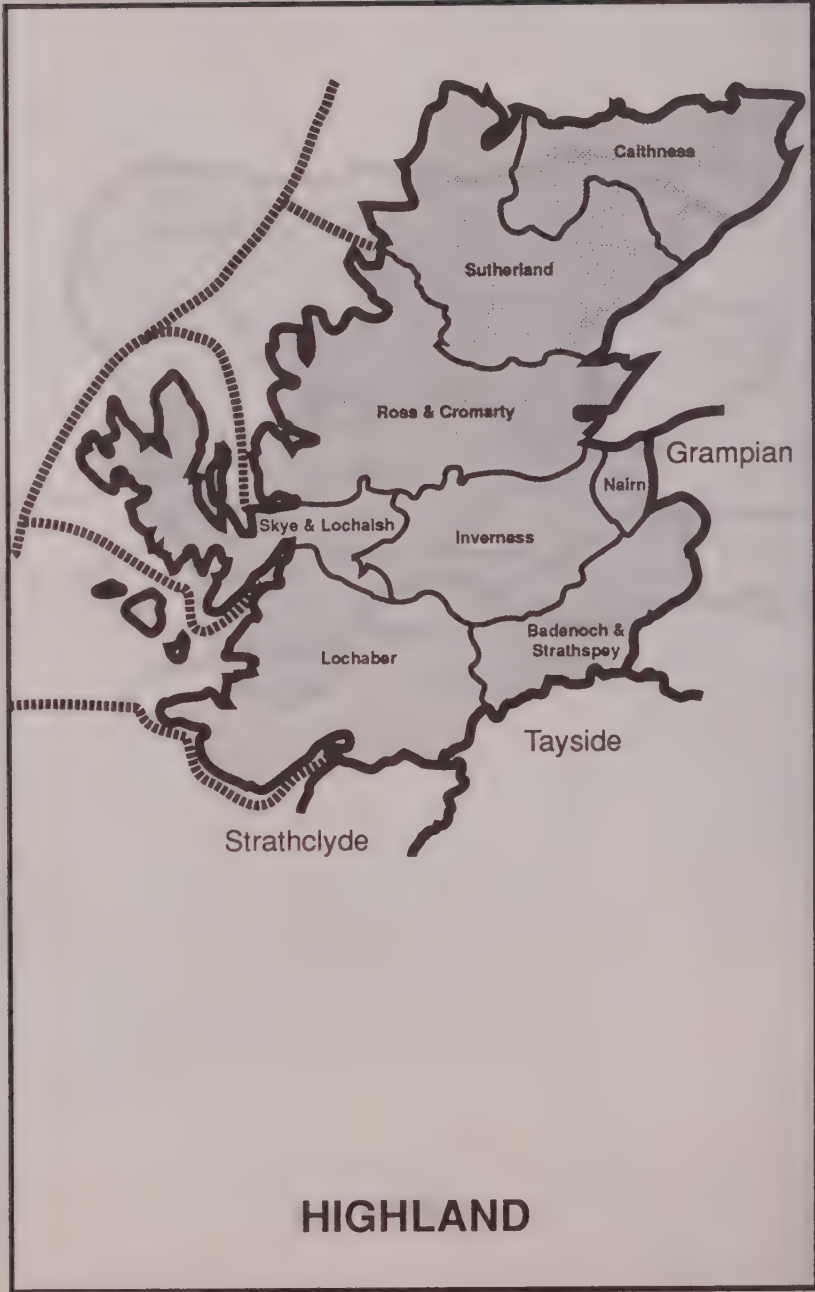 Caithness
Sutherland
Ross & Cromarty
Grampian
Nairn
Skye & Lochalsh
Inverness
Badenoch &
Strathspey
Lochaber
Tayside
Strathclyde
HIGHLAND